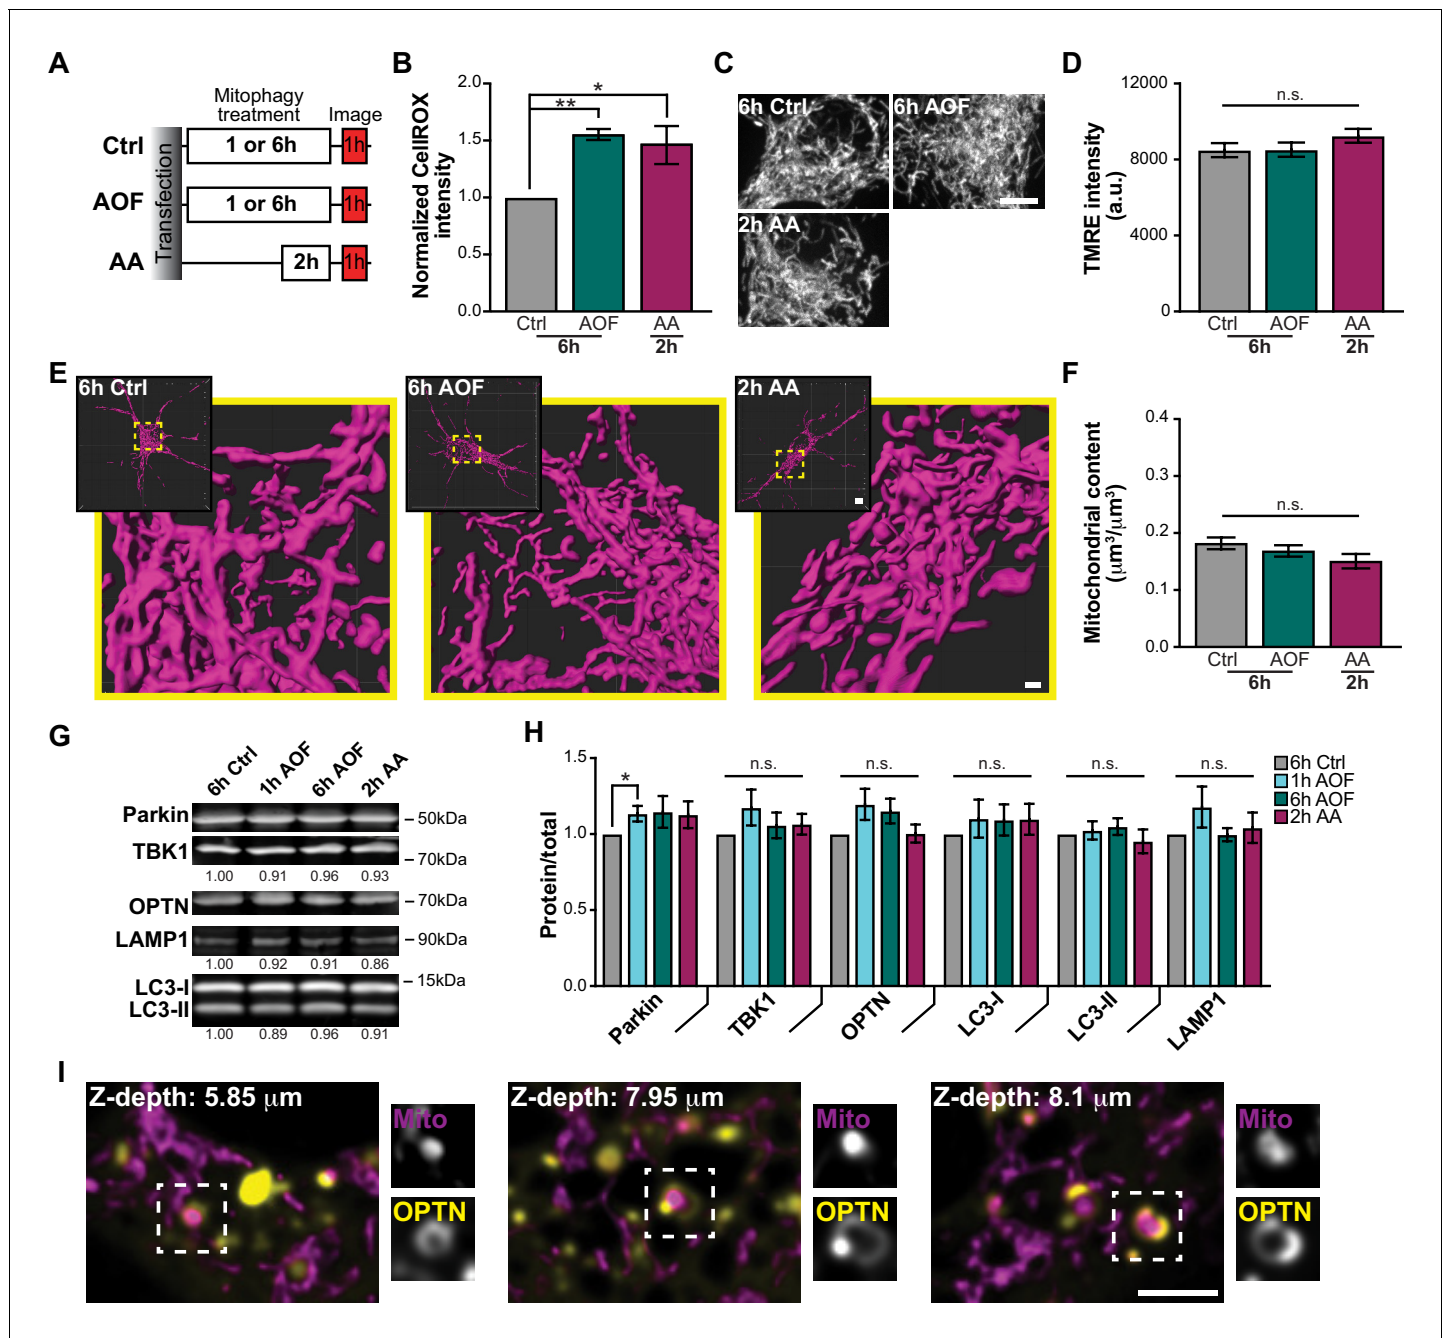 A
Mitophagy
treatment
Image
Ctrl
1 or 6h
1h
AOF
1 or 6h
1h
AA
2h
1h
Transfection
B
Normalized CellROX
intensity
2.0
1.5
1.0
0.5
0.0
**
*
Ctrl
AOF
AA
6h
2h
C
6h Ctrl
6h AOF
2h AA
D
TMRE intensity
(a.u.)
12000
8000
4000
0
n.s.
Ctrl
AOF
AA
6h
2h
E
6h Ctrl
6h AOF
2h AA
F
Mitochondrial content
(μm³/μm³)
0.4
0.3
0.2
0.1
0.0
n.s.
Ctrl
AOF
AA
6h
2h
G
6h Ctrl
1h AOF
6h AOF
2h AA
Parkin
50kDa
TBK1
70kDa
1.00 0.91 0.96 0.93
OPTN
70kDa
LAMP1
90kDa
1.00 0.92 0.91 0.86
LC3-I
15kDa
LC3-II
1.00 0.89 0.96 0.91
H
Protein/total
1.5
1.0
0.5
0.0
*
n.s.
n.s.
n.s.
n.s.
n.s.
6h Ctrl
1h AOF
6h AOF
2h AA
Parkin
TBK1
OPTN
LC3-I
LC3-II
LAMP1
I
Z-depth: 5.85 μm
Mito
OPTN
Z-depth: 7.95 μm
Mito
OPTN
Z-depth: 8.1 μm
Mito
OPTN